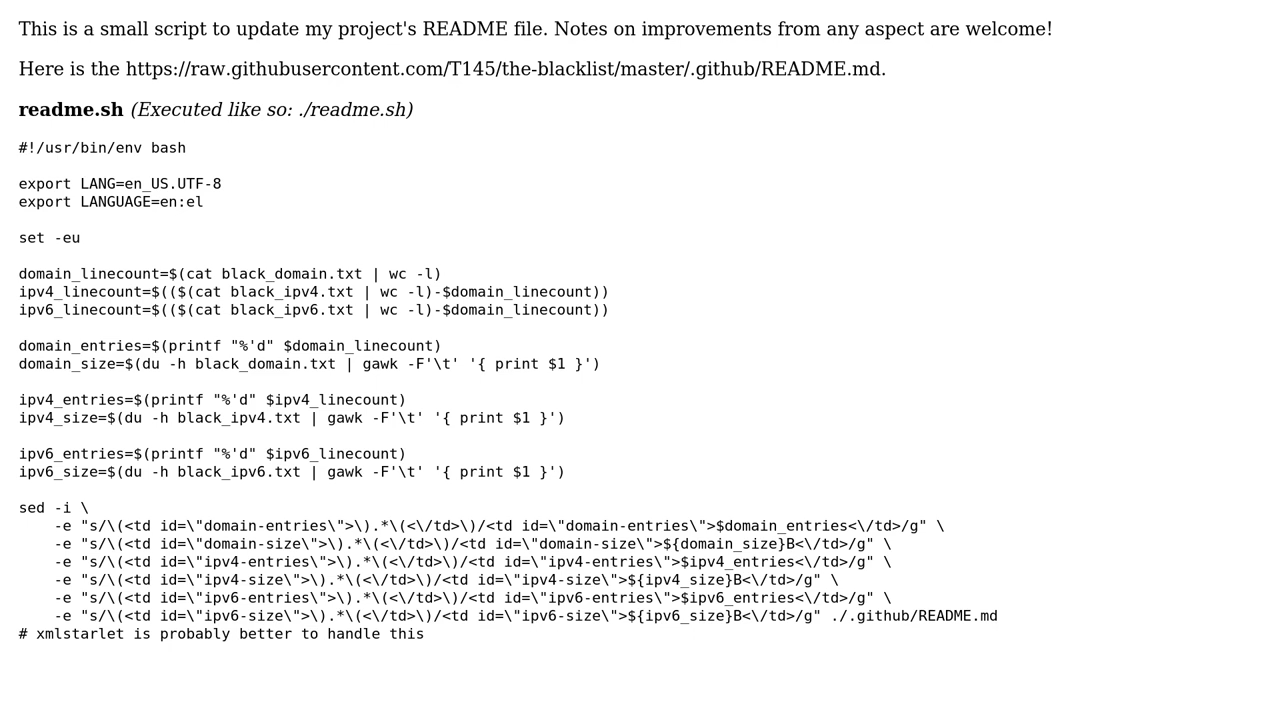 This is a small script to update my project's README file. Notes on improvements from any aspect are welcome!
Here is the https://raw.githubusercontent.com/T145/the-blacklist/master/.github/README.md.
readme.sh (Executed like so: ./readme.sh)
#!/usr/bin/env bash
export LANG=en_US.UTF-8
export LANGUAGE=en:el
set -eu
domain_linecount=$(cat black_domain.txt | wc -l)
ipv4_linecount=$(($(cat black_ipv4.txt | wc -l)-$domain_linecount))
ipv6_linecount=$(($(cat black_ipv6.txt | wc -l)-$domain_linecount))
domain_entries=$(printf "%'d" $domain_linecount)
domain_size=$(du -h black_domain.txt | gawk -F'\t' '{ print $1 }')
ipv4_entries=$(printf "%'d" $ipv4_linecount)
ipv4_size=$(du -h black_ipv4.txt | gawk -F'\t' '{ print $1 }')
ipv6_entries=$(printf "%'d" $ipv6_linecount)
ipv6_size=$(du -h black_ipv6.txt | gawk -F'\t' '{ print $1 }')
sed -i \
    -e "s/\(<td id=\"domain-entries\">\).*\(<\/td>\)/<td id=\"domain-entries\">$domain_entries<\/td>/g" \
    -e "s/\(<td id=\"domain-size\">\).*\(<\/td>\)/<td id=\"domain-size\">${domain_size}B<\/td>/g" \
    -e "s/\(<td id=\"ipv4-entries\">\).*\(<\/td>\)/<td id=\"ipv4-entries\">$ipv4_entries<\/td>/g" \
    -e "s/\(<td id=\"ipv4-size\">\).*\(<\/td>\)/<td id=\"ipv4-size\">${ipv4_size}B<\/td>/g" \
    -e "s/\(<td id=\"ipv6-entries\">\).*\(<\/td>\)/<td id=\"ipv6-entries\">$ipv6_entries<\/td>/g" \
    -e "s/\(<td id=\"ipv6-size\">\).*\(<\/td>\)/<td id=\"ipv6-size\">${ipv6_size}B<\/td>/g" ./.github/README.md
# xmlstarlet is probably better to handle this